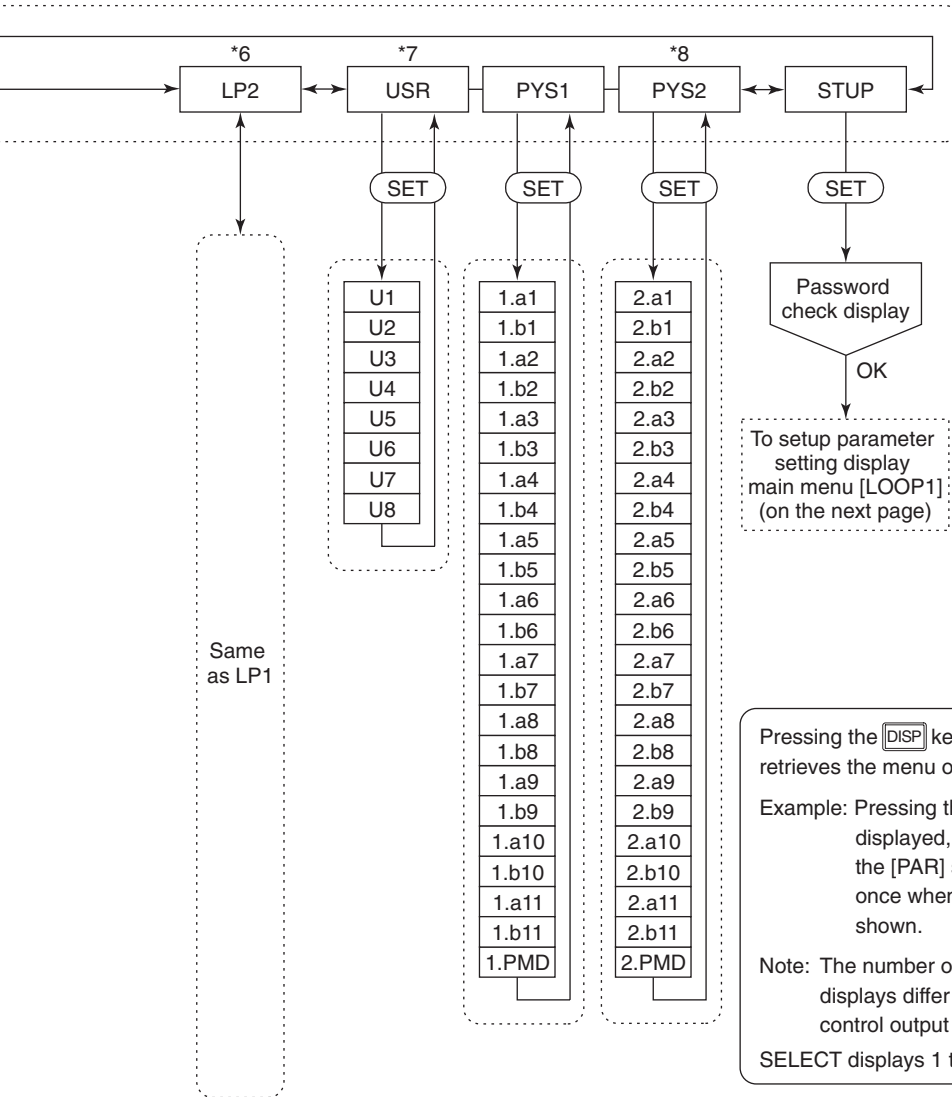 *6
*7
*8
LP2
USR
PYS1
PYS2
STUP
SET
SET
SET
SET
Same
as LP1
U1
U2
U3
U4
U5
U6
U7
U8
1.a1
1.b1
1.a2
1.b2
1.a3
1.b3
1.a4
1.b4
1.a5
1.b5
1.a6
1.b6
1.a7
1.b7
1.a8
1.b8
1.a9
1.b9
1.a10
1.b10
1.a11
1.b11
1.PMD
2.a1
2.b1
2.a2
2.b2
2.a3
2.b3
2.a4
2.b4
2.a5
2.b5
2.a6
2.b6
2.a7
2.b7
2.a8
2.b8
2.a9
2.b9
2.a10
2.b10
2.a11
2.b11
2.PMD
Password
check display
OK
To setup parameter
setting display
main menu [LOOP1]
(on the next page)
Pressing the DISP ke
retrieves the menu o
Example: Pressing th
displayed,
the [PAR]
once wher
shown.
Note: The number o
displays differ
control output
SELECT displays 1 t